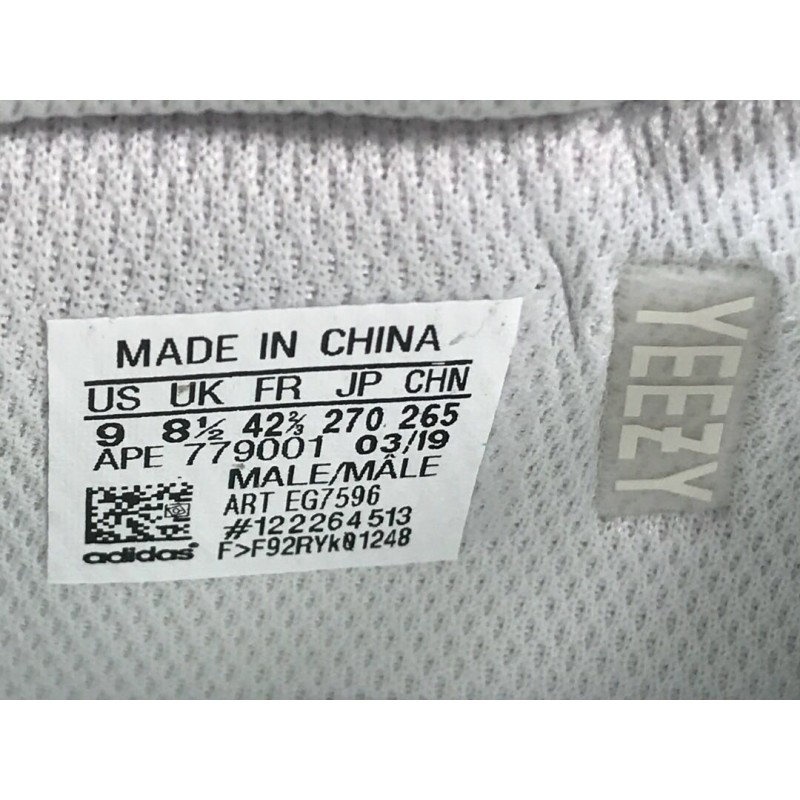 MADE IN CHINA
US UK FR JP CHN
9 8½ 42⅔ 270 265
APE 779001 03/19
MALE/MÂLE
ART EG7596
#122264513
adidas F>F92RYkQ1248
YEEZY